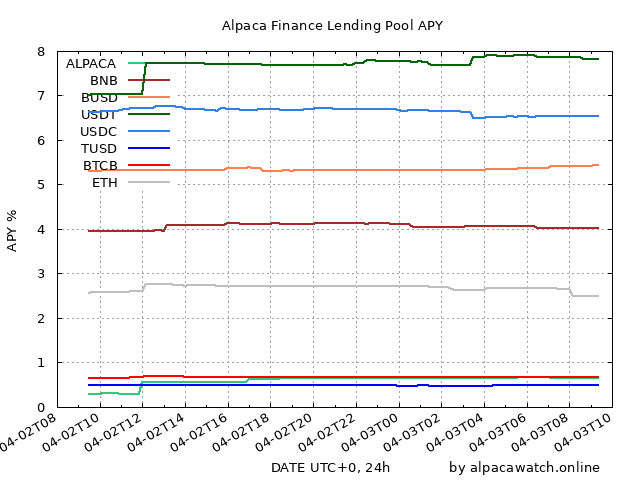 Alpaca Finance Lending Pool APY
8
7
6
5
4
3
2
1
0
APY %
ALPACA
BNB
BUSD
USDT
USDC
TUSD
BTCB
ETH
04-02T08
04-02T10
04-02T12
04-02T14
04-02T16
04-02T18
04-02T20
04-02T22
04-03T00
04-03T02
04-03T04
04-03T06
04-03T08
04-03T10
DATE UTC+0, 24h
by alpacawatch.online